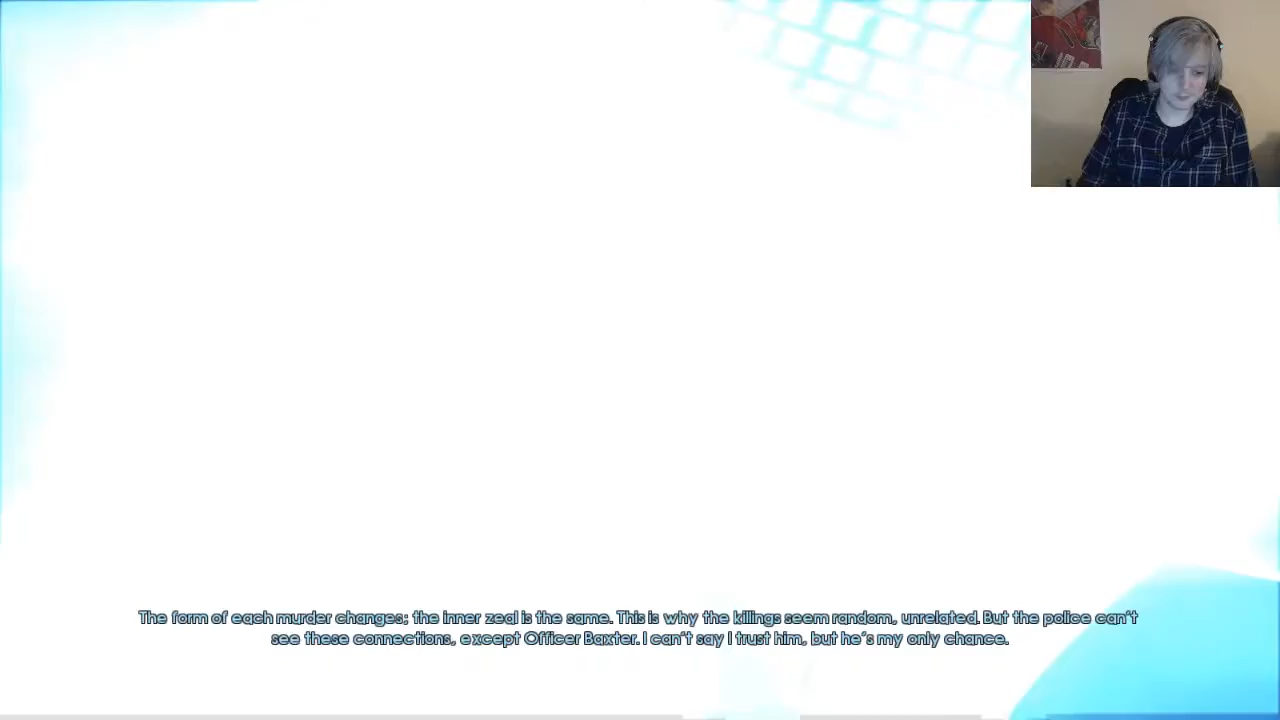 The form of each murder changes; the inner zeal is the same. This is why the killings seem random, unrelated. But the police can't
see these connections, except Officer Baxter. I can't say I trust him, but he's my only chance.